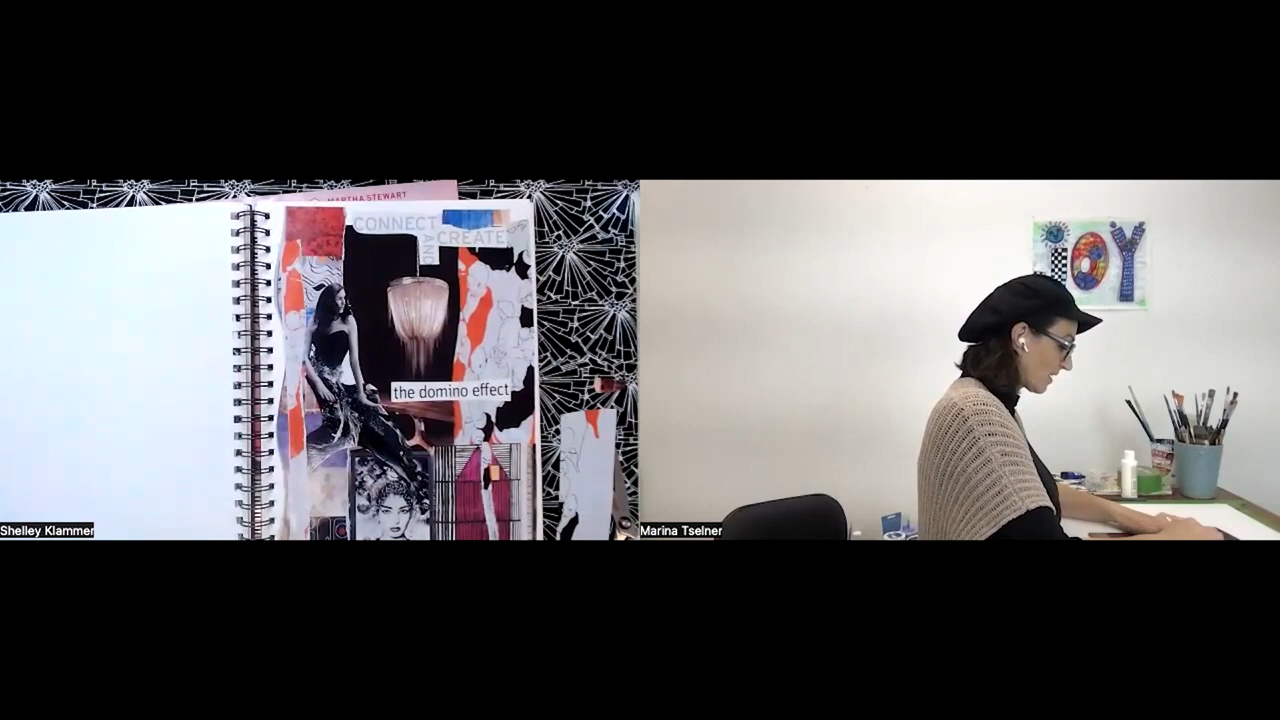 MARTHA STEWART
CONNECT
AND
CREATE
the domino effect
JOY
Shelley Klammer
Marina Tselner